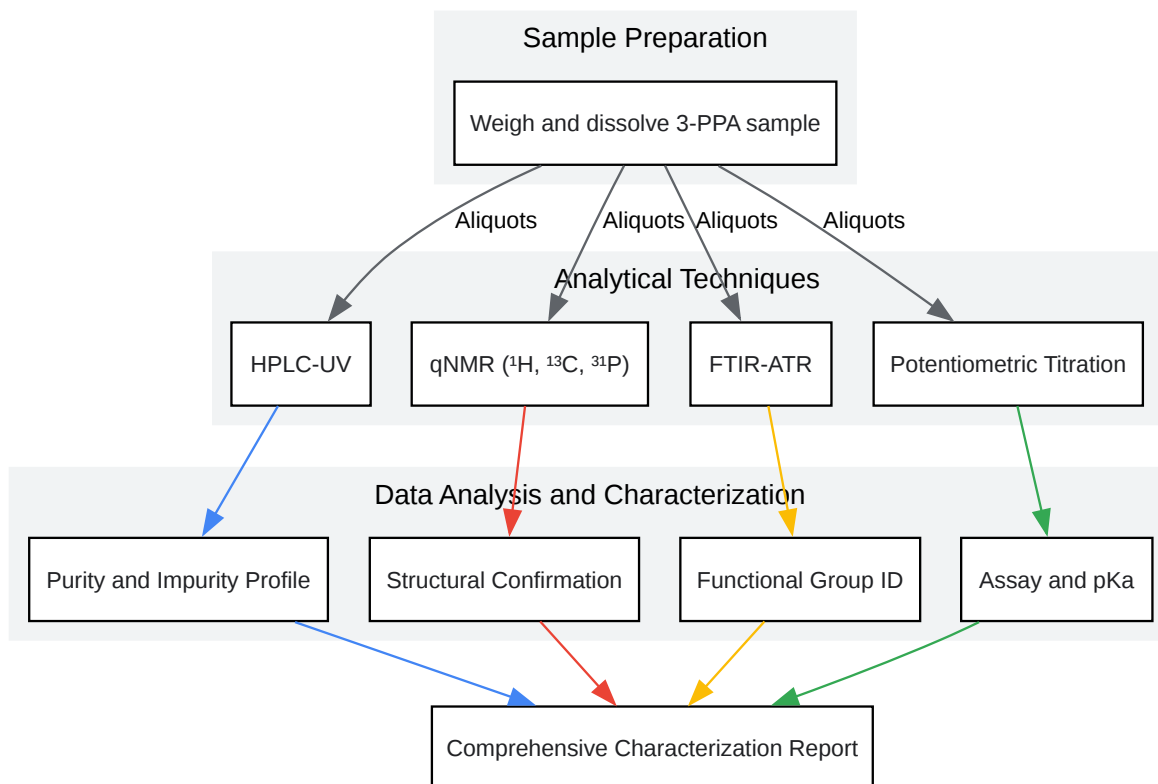 Sample Preparation
Weigh and dissolve 3-PPA sample
Aliquots
Aliquots
Aliquots
Aliquots
Analytical Techniques
HPLC-UV
qNMR (¹H, ¹³C, ³¹P)
FTIR-ATR
Potentiometric Titration
Data Analysis and Characterization
Purity and Impurity Profile
Structural Confirmation
Functional Group ID
Assay and pKa
Comprehensive Characterization Report